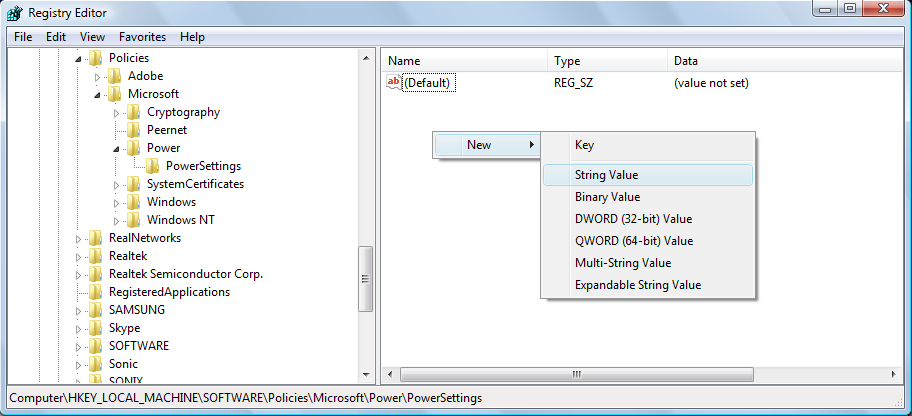 Registry Editor
File Edit View Favorites Help
Policies
Adobe
Microsoft
Cryptography
Peernet
Power
PowerSettings
SystemCertificates
Windows
Windows NT
RealNetworks
Realtek
Realtek Semiconductor Corp.
RegisteredApplications
SAMSUNG
Skype
SOFTWARE
Sonic
SONIX
Name Type Data
ab (Default) REG_SZ (value not set)
New
Key
String Value
Binary Value
DWORD (32-bit) Value
QWORD (64-bit) Value
Multi-String Value
Expandable String Value
Computer\HKEY_LOCAL_MACHINE\SOFTWARE\Policies\Microsoft\Power\PowerSettings